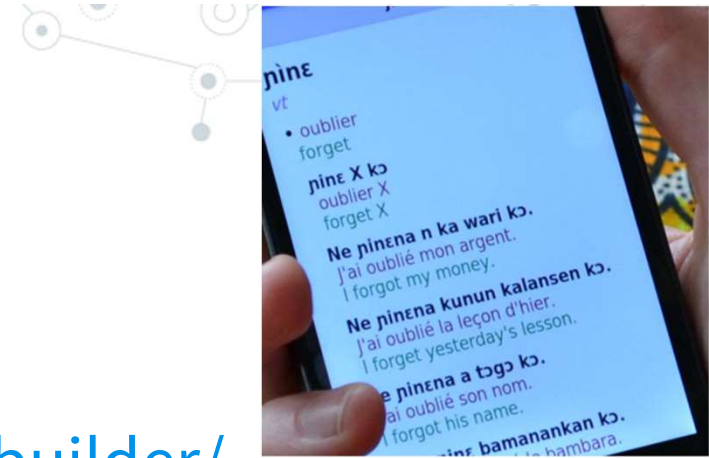 ɲìnɛ
vt
• oublier
forget
ɲinɛ X kɔ
oublier X
forget X
Ne ɲinɛna n ka wari kɔ.
J'ai oublié mon argent.
I forgot my money.
Ne ɲinɛna kunun kalansen kɔ.
J'ai oublié la leçon d'hier.
I forget yesterday's lesson.
ɲinɛna a tɔgɔ kɔ.
oublié son nom.
I forgot his name.
bamanankan kɔ.
bambara.
builder/